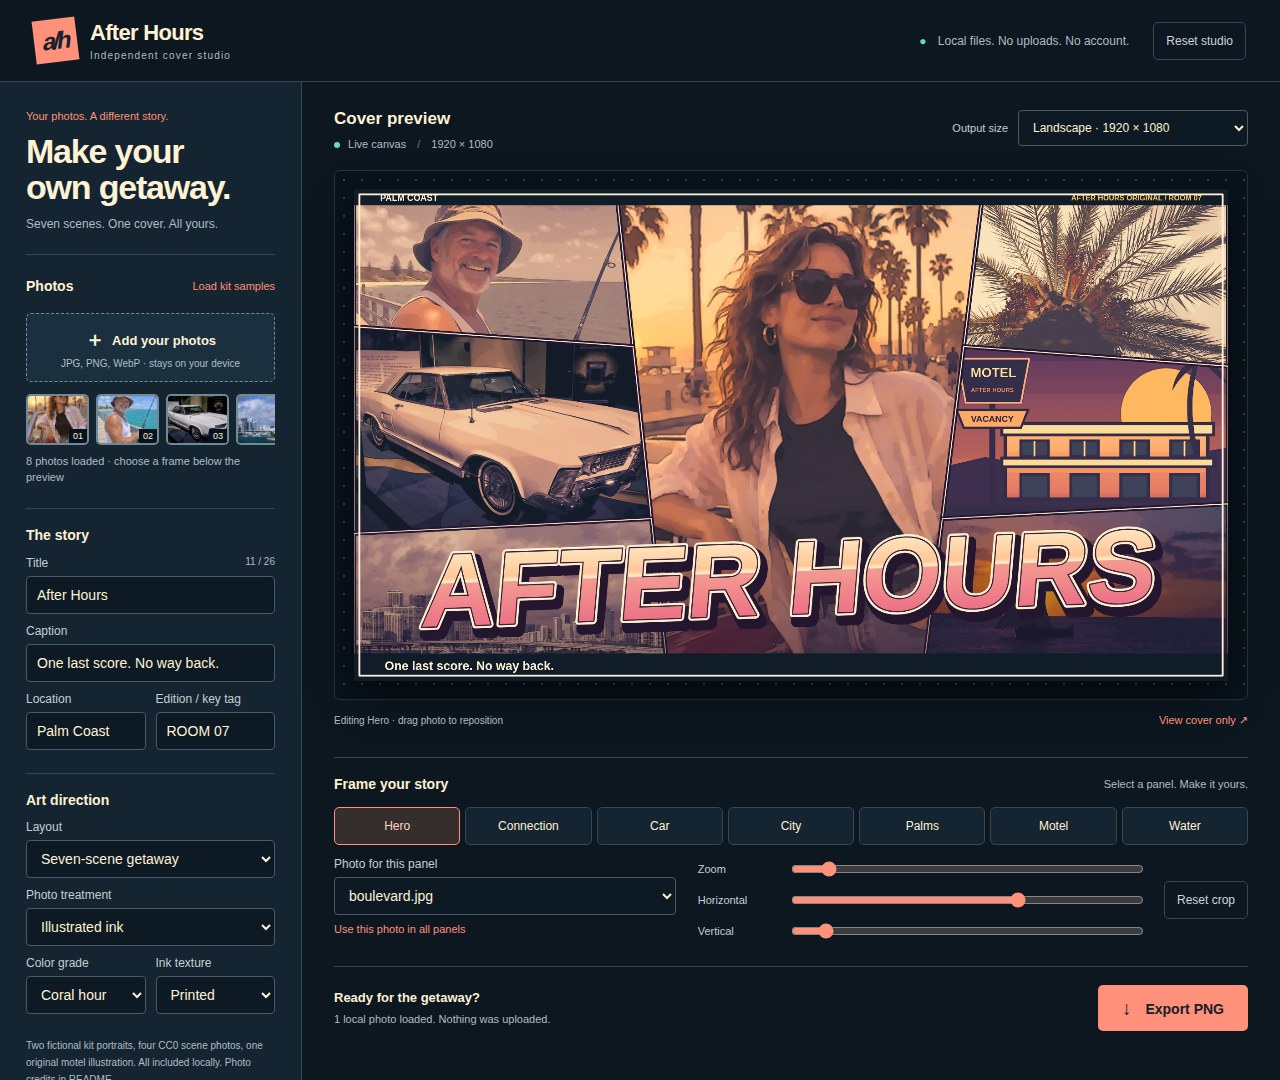 a/h
After Hours
Independent cover studio
Local files. No uploads. No account.
Reset studio
Your photos. A different story.
Make your
own getaway.
Seven scenes. One cover. All yours.
Photos
Load kit samples
+ Add your photos
JPG, PNG, WebP · stays on your device
01
02
03
8 photos loaded · choose a frame below the
preview
The story
Title
11 / 26
After Hours
Caption
One last score. No way back.
Location
Edition / key tag
Palm Coast
ROOM 07
Art direction
Layout
Seven-scene getaway
Photo treatment
Illustrated ink
Color grade
Ink texture
Coral hour
Printed
Two fictional kit portraits, four CC0 scene photos, one
original motel illustration. All included locally. Photo
credits in README.
Cover preview
Live canvas / 1920 × 1080
Output size
Landscape · 1920 × 1080
PALM COAST
AFTER HOURS ORIGINAL / ROOM 07
MOTEL
AFTER HOURS
VACANCY
AFTER HOURS
One last score. No way back.
Editing Hero · drag photo to reposition
View cover only ↗
Frame your story
Select a panel. Make it yours.
Hero
Connection
Car
City
Palms
Motel
Water
Photo for this panel
boulevard.jpg
Use this photo in all panels
Zoom
Horizontal
Vertical
Reset crop
Ready for the getaway?
1 local photo loaded. Nothing was uploaded.
↓ Export PNG